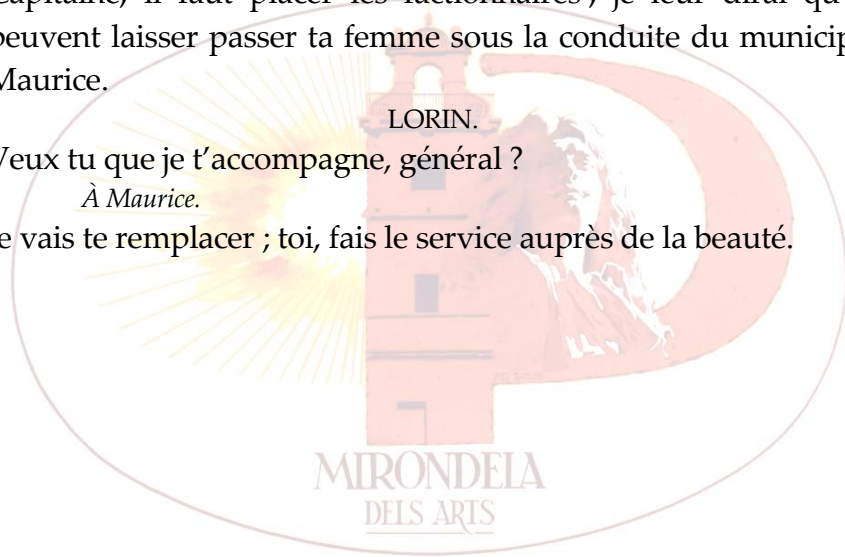 peuvent laisser passer ta femme sous la conduite du municip
Maurice.
LORIN.
Veux tu que je t'accompagne, général ?
À Maurice.
e vais te remplacer ; toi, fais le service auprès de la beauté.
MIRONDELA
DELS ARTS